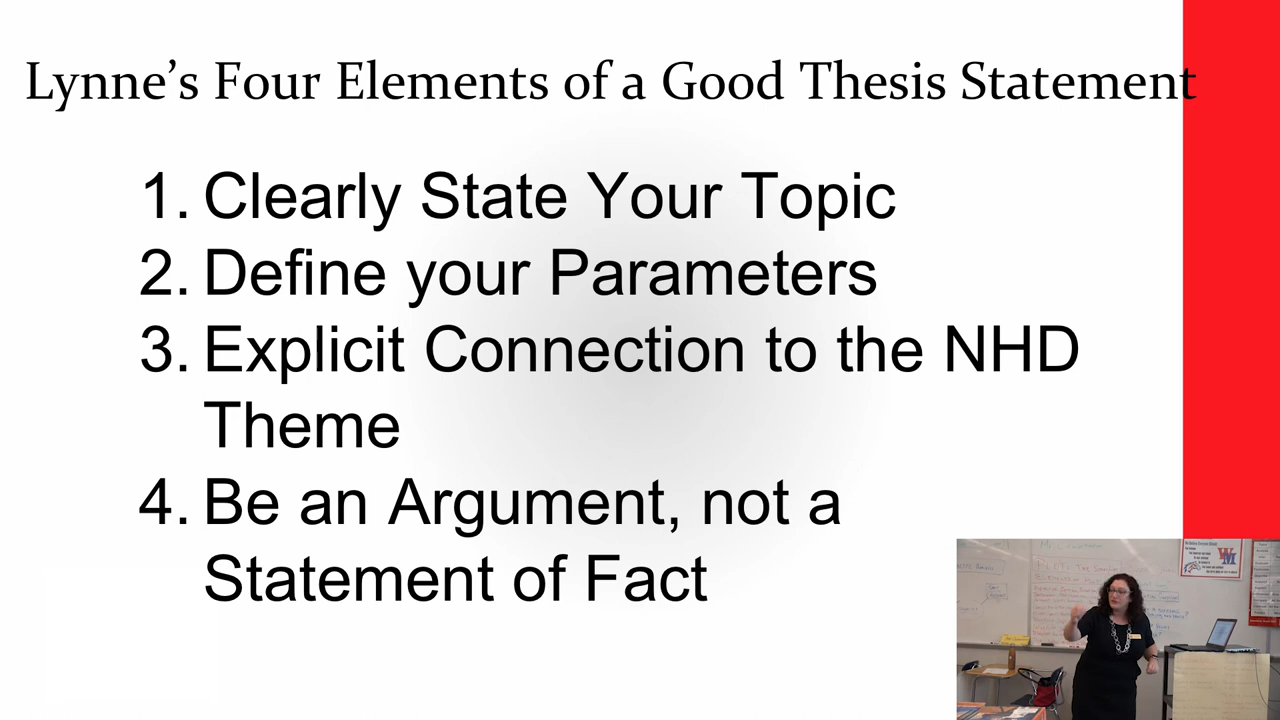 Lynne’s Four Elements of a Good Thesis Statement
1. Clearly State Your Topic
2. Define your Parameters
3. Explicit Connection to the NHD
Theme
4. Be an Argument, not a
Statement of Fact
WM